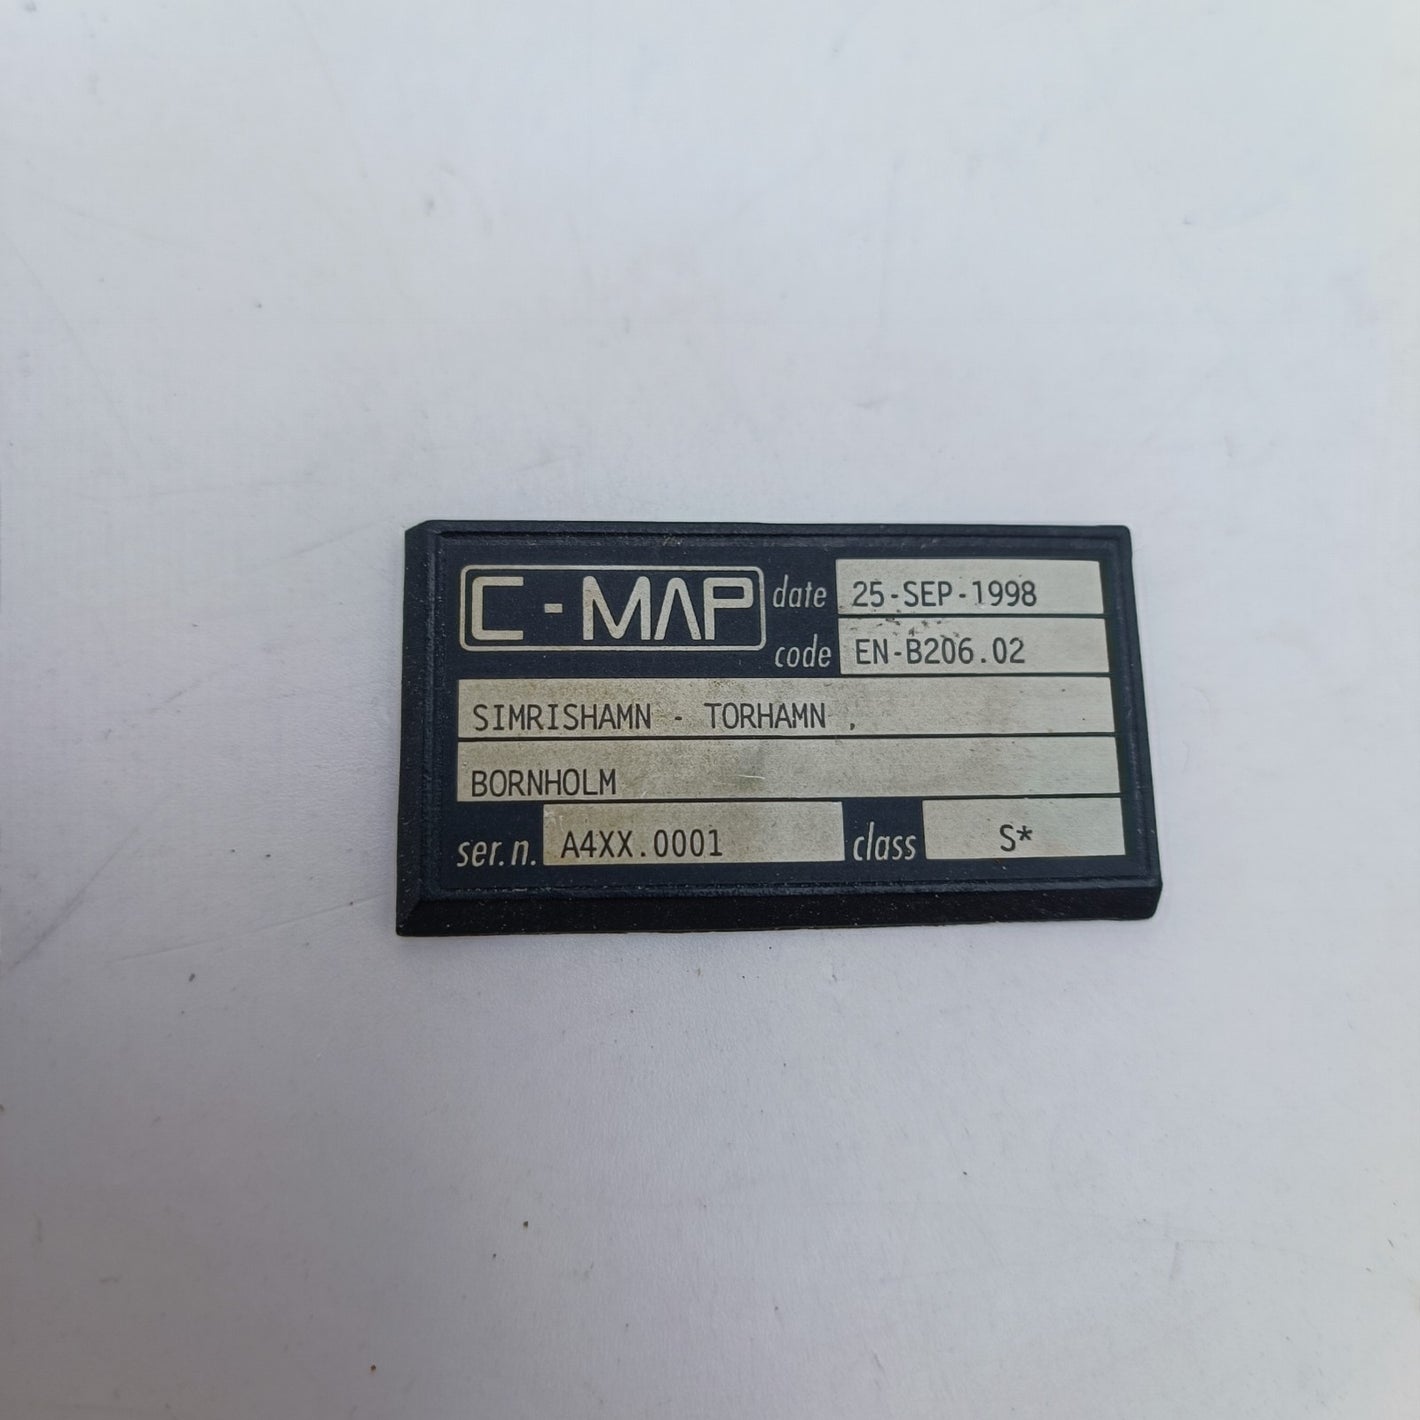 C-MAP date 25-SEP-1998
code EN-B206.02
SIMRISHAMN - TORHAMN ,
BORNHOLM
ser.n. A4XX.0001 class S*